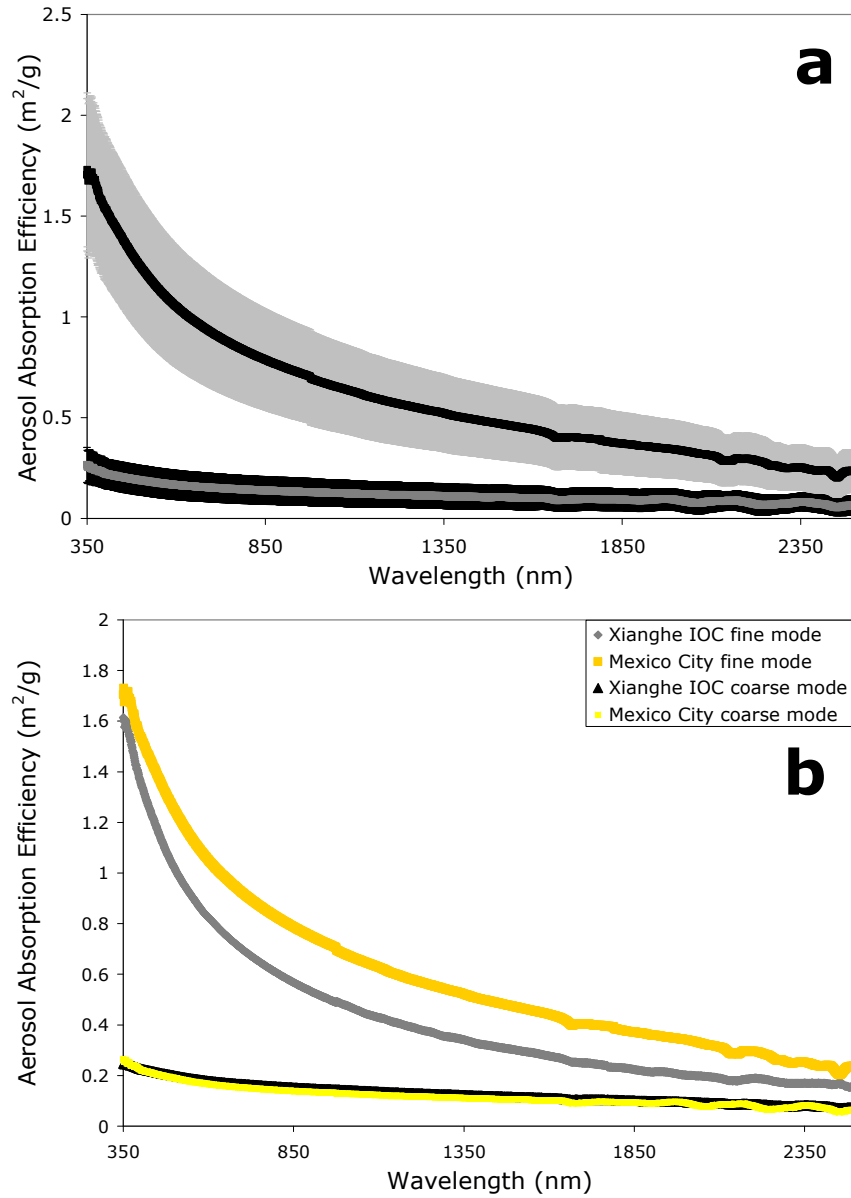 2.5
a
2
1.5
1
0.5
0
Aerosol Absorption Efficiency (m²/g)
350 850 1350 1850 2350
Wavelength (nm)
2
1.8
1.6
1.4
1.2
1
0.8
0.6
0.4
0.2
0
Aerosol Absorption Efficiency (m²/g)
Xianghe IOC fine mode
Mexico City fine mode
Xianghe IOC coarse mode
Mexico City coarse mode
b
350 850 1350 1850 2350
Wavelength (nm)